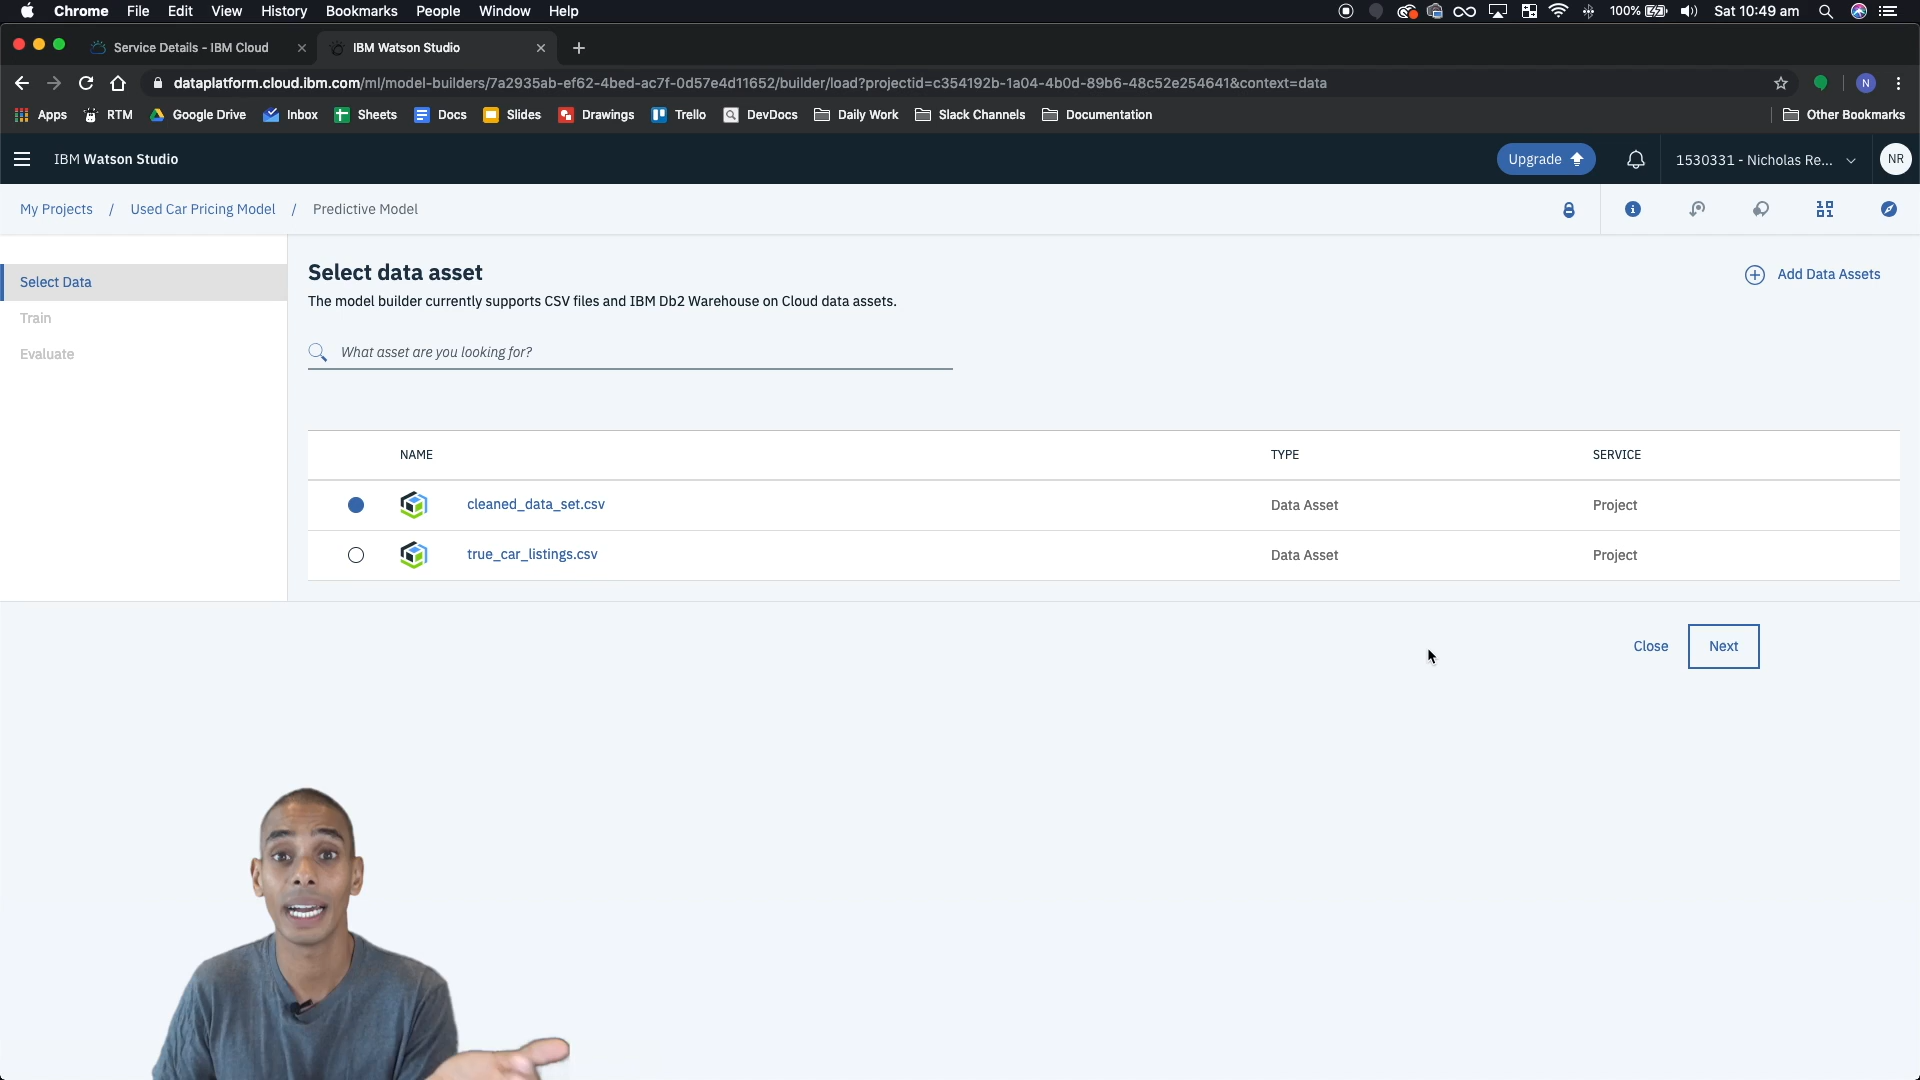 Chrome File Edit View History Bookmarks People Window Help 100% Sat 10:49 am
Service Details - IBM Cloud IBM Watson Studio
dataplatform.cloud.ibm.com/ml/model-builders/7a2935ab-ef62-4bed-ac7f-0d57e4d11652/builder/load?projectid=c354192b-1a04-4b0d-89b6-48c52e254641&context=data N
Apps RTM Google Drive Inbox Sheets Docs Slides Drawings Trello DevDocs Daily Work Slack Channels Documentation Other Bookmarks
IBM Watson Studio Upgrade 1530331 - Nicholas Re... NR
My Projects / Used Car Pricing Model / Predictive Model
Select Data
Train
Evaluate
Select data asset
Add Data Assets
The model builder currently supports CSV files and IBM Db2 Warehouse on Cloud data assets.
What asset are you looking for?
NAME TYPE SERVICE
cleaned_data_set.csv Data Asset Project
true_car_listings.csv Data Asset Project
Close Next